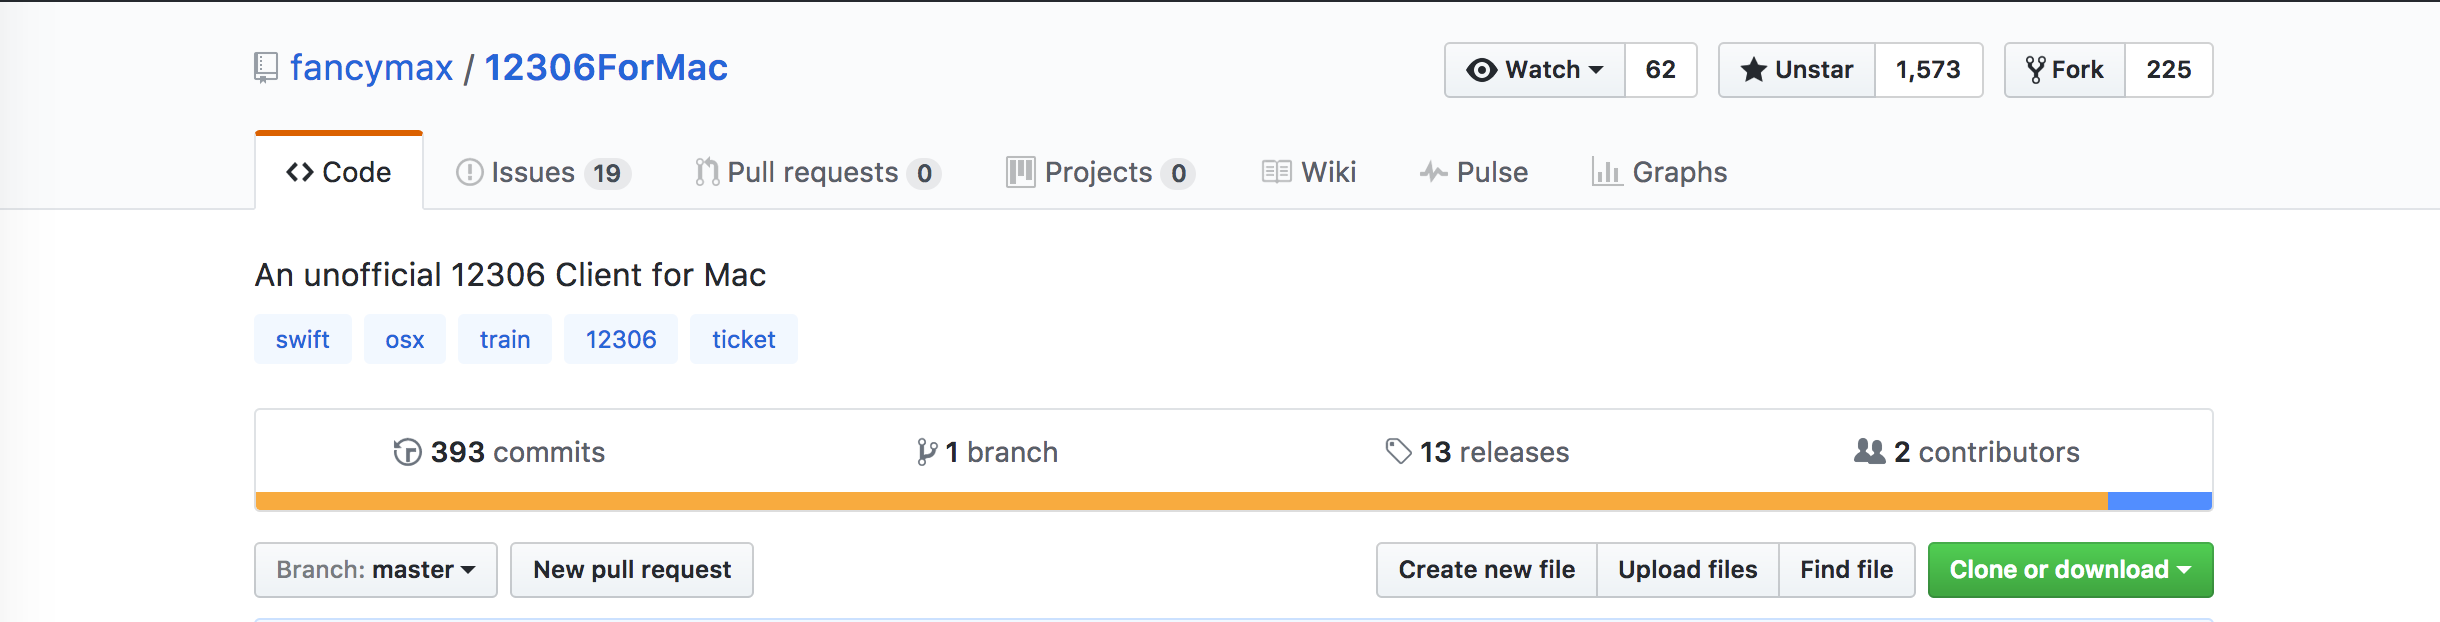 fancymax / 12306ForMac
Watch 62 Unstar 1,573 Fork 225
Code Issues 19 Pull requests 0 Projects 0 Wiki Pulse Graphs
An unofficial 12306 Client for Mac
swift osx train 12306 ticket
393 commits 1 branch 13 releases 2 contributors
Branch: master New pull request Create new file Upload files Find file Clone or download